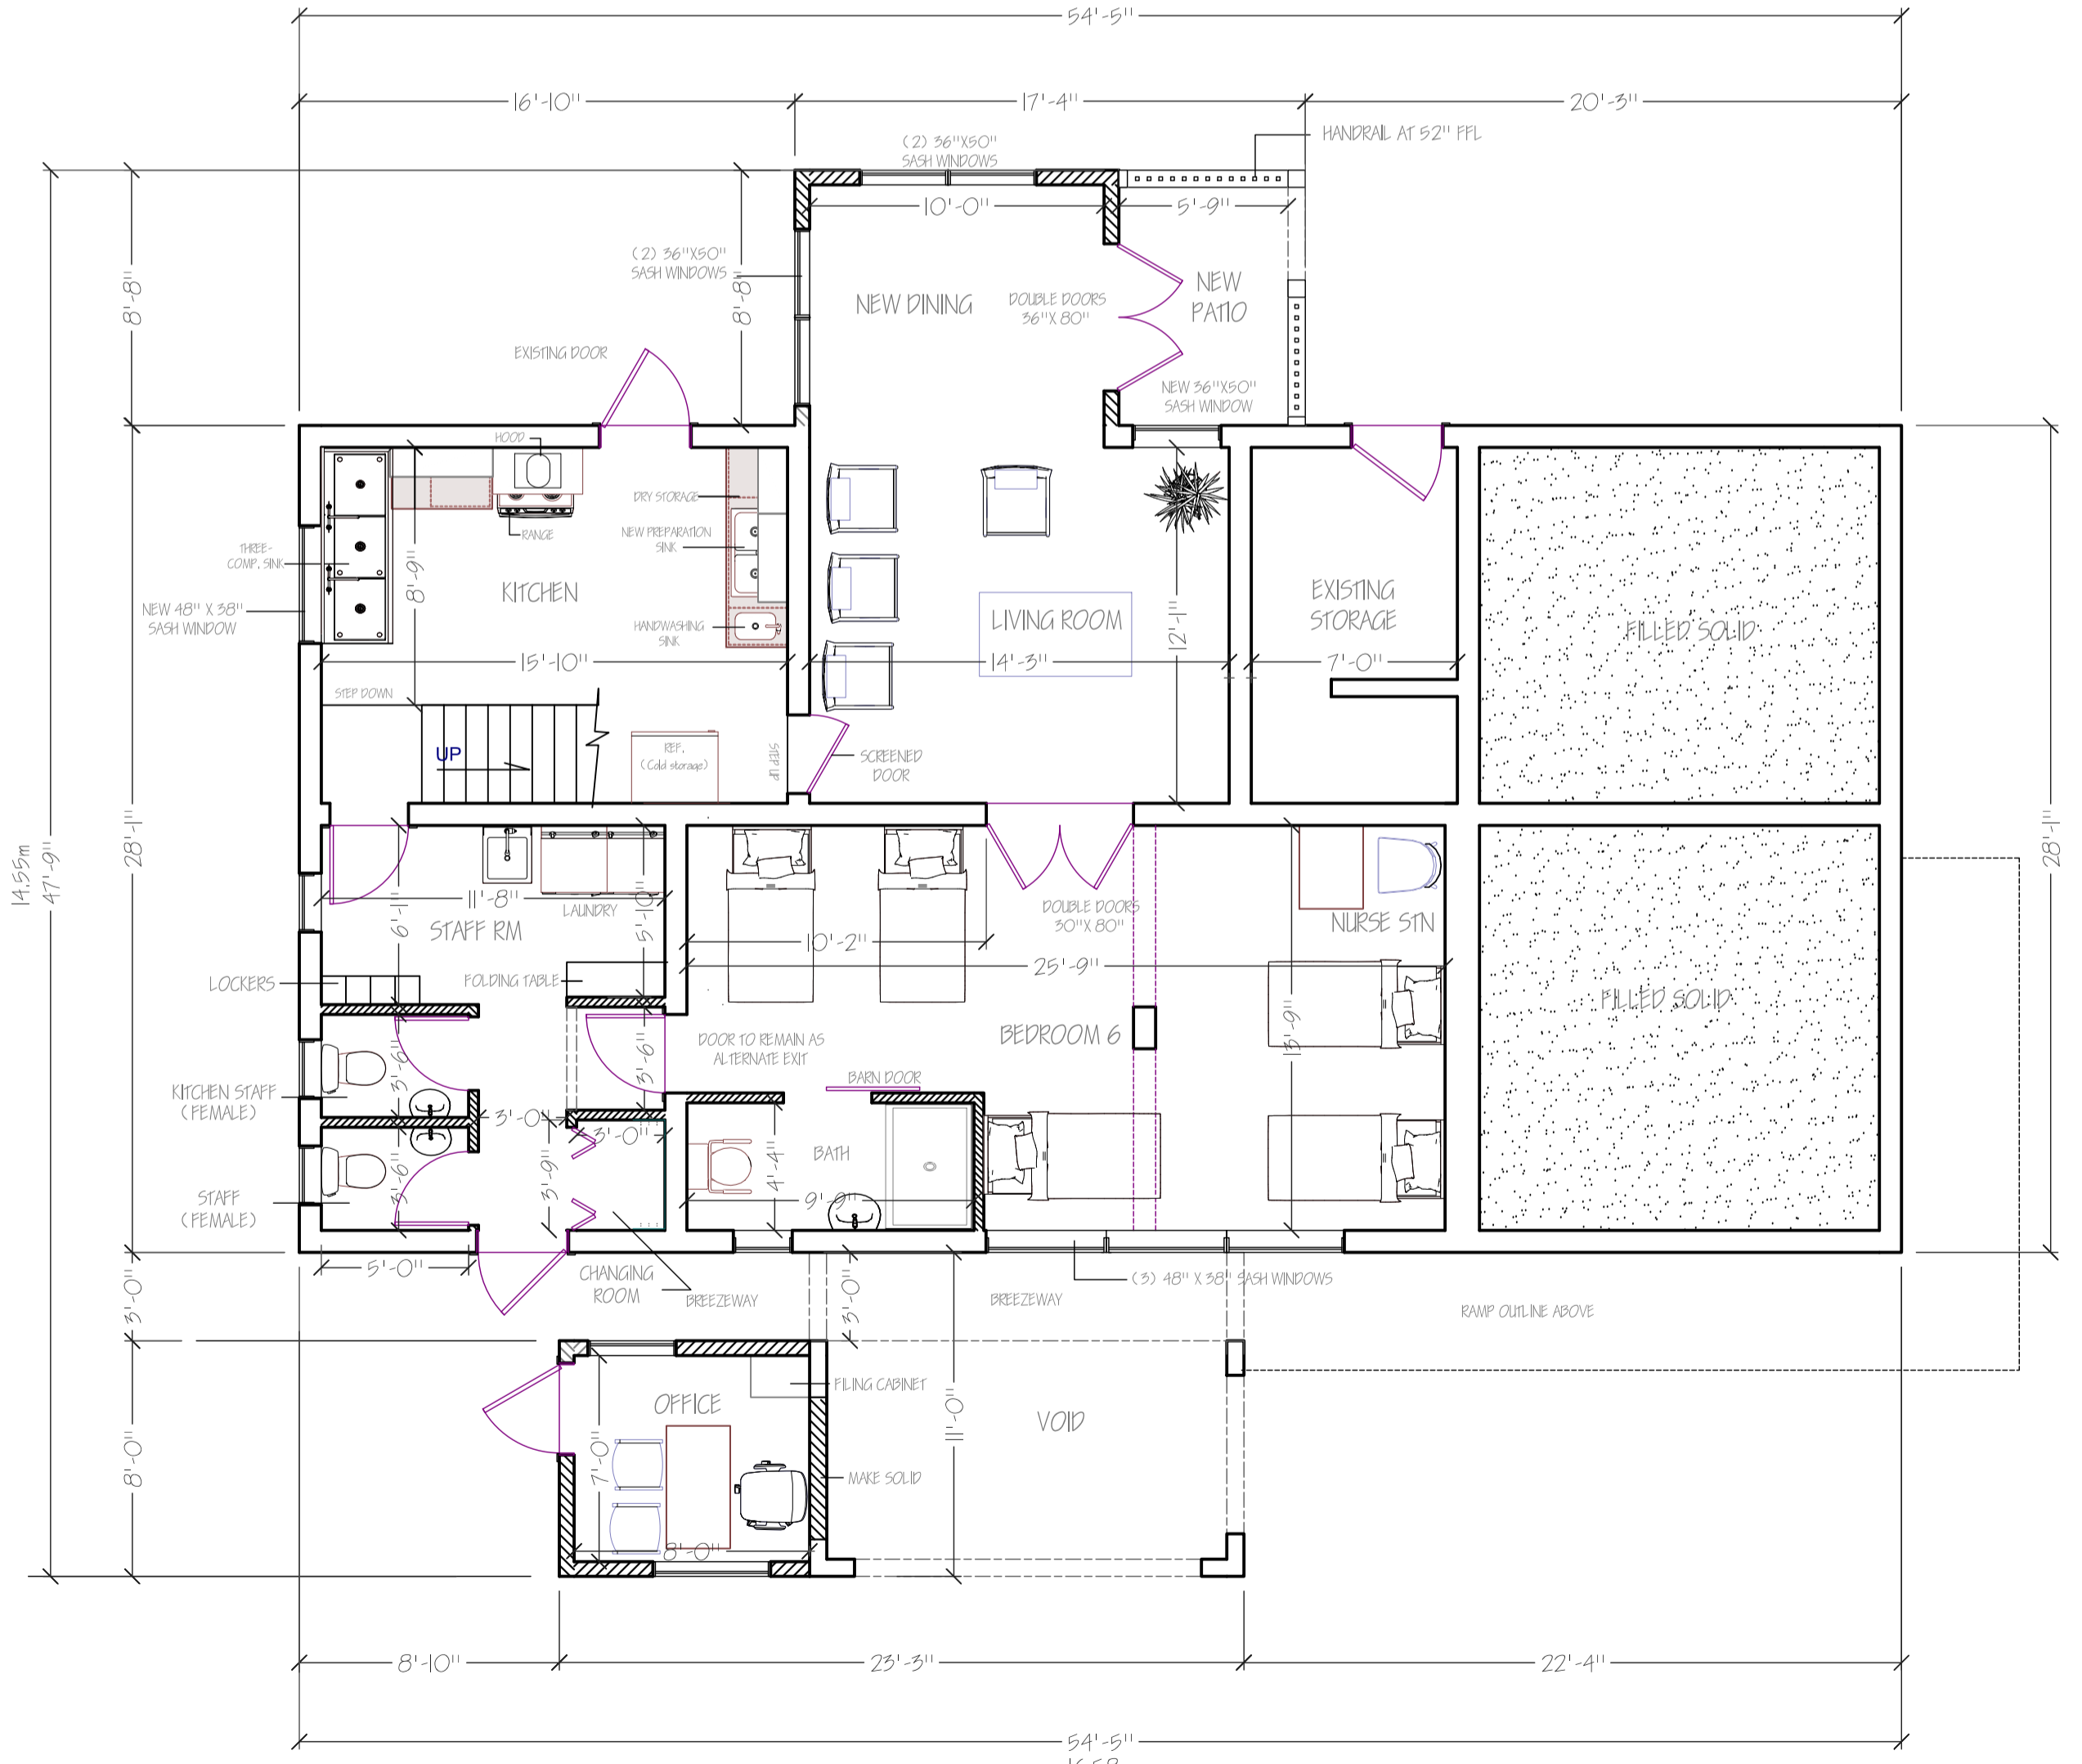 54'-5"
16'-10"
17'-4"
20'-3"
HANDRAIL AT 52" FFL
(2) 36"X50"
SASH WINDOWS
10'-0"
5'-9"
(2) 36"X50"
SASH WINDOWS
8'-8"
8'-8"
NEW DINING
DOUBLE DOORS
36"X 80"
NEW
PATIO
EXISTING DOOR
NEW 36"X50"
SASH WINDOW
HOOD
DRY STORAGE
RANGE
NEW PREPARATION
SINK
THREE-
COMP. SINK
8'-9"
KITCHEN
NEW 48" X 38"
SASH WINDOW
HANDWASHING
SINK
LIVING ROOM
12'-1"
EXISTING
STORAGE
FILLED SOLID
15'-10"
14'-3"
7'-0"
STEP DOWN
UP
REF.
(Cold storage)
STEP UP
SCREENED
DOOR
28'-1"
28'-1"
14.55m
47'-9"
11'-8"
LAUNDRY
5'-10"
6'-1"
STAFF RM
DOUBLE DOORS
30"X 80"
NURSE STN
10'-2"
25'-9"
LOCKERS
FOLDING TABLE
FILLED SOLID
DOOR TO REMAIN AS
ALTERNATE EXIT
BEDROOM 6
13'-9"
3'-6"
3'-6"
BARN DOOR
KITCHEN STAFF
(FEMALE)
3'-0"
3'-0"
BATH
4'-4"
3'-6"
3'-9"
9'-9"
STAFF
(FEMALE)
5'-0"
CHANGING
ROOM
BREEZEWAY
3'-0"
3'-0"
BREEZEWAY
(3) 48" X 38" SASH WINDOWS
RAMP OUTLINE ABOVE
OFFICE
FILING CABINET
11'-0"
VOID
8'-0"
7'-0"
MAKE SOLID
8'-0"
8'-10"
23'-3"
22'-4"
54'-5"